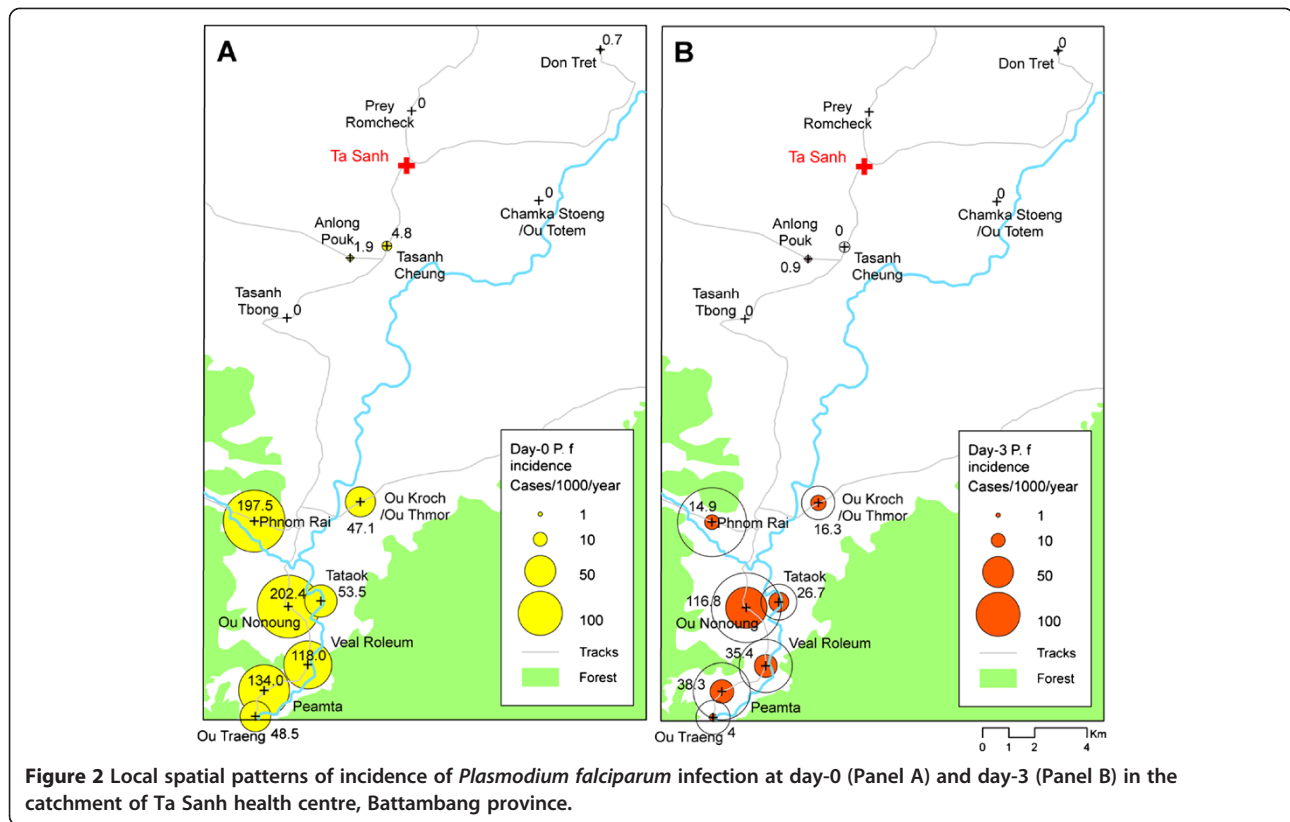 A
0.7
Don Tret
Prey
Romcheck
0
Ta Sanh
0
Chamka Stoeng
/Ou Totem
Anlong
Pouk
1.9
4.8
Tasanh
Cheung
Tasanh
Tbong
0
197.5
Phnom Rai
Ou Kroch
/Ou Thmor
47.1
Tataok
53.5
202.4
Ou Nonoung
Veal Roleum
118.0
134.0
Peamta
Ou Traeng
48.5
Day-0 P. f
incidence
Cases/1000/year
1
10
50
100
Tracks
Forest
B
0
Don Tret
Prey
Romcheck
Ta Sanh
0
Chamka Stoeng
/Ou Totem
Anlong
Pouk
0.9
0
Tasanh
Cheung
Tasanh
Tbong
0
14.9
Phnom Rai
Ou Kroch
/Ou Thmor
16.3
Tataok
26.7
116.8
Ou Nonoung
Veal Roleum
35.4
38.3
Peamta
Ou Traeng
4
Day-3 P. f
incidence
Cases/1000/year
1
10
50
100
Tracks
Forest
Km
0 1 2 4
Figure 2 Local spatial patterns of incidence of Plasmodium falciparum infection at day-0 (Panel A) and day-3 (Panel B) in the
catchment of Ta Sanh health centre, Battambang province.